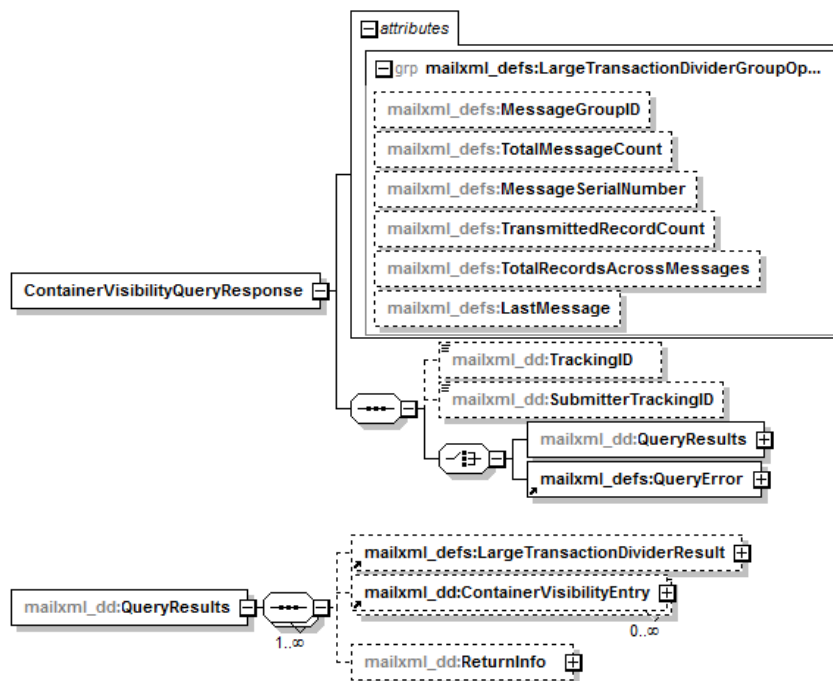 attributes
grp mailxml_defs:LargeTransactionDividerGroupOp...
mailxml_defs:MessageGroupID
mailxml_defs:TotalMessageCount
mailxml_defs:MessageSerialNumber
mailxml_defs:TransmittedRecordCount
mailxml_defs:TotalRecordsAcrossMessages
mailxml_defs:LastMessage
ContainerVisibilityQueryResponse
mailxml_dd:TrackingID
mailxml_dd:SubmitterTrackingID
mailxml_dd:QueryResults
mailxml_defs:QueryError
mailxml_dd:QueryResults
1..∞
mailxml_defs:LargeTransactionDividerResult
mailxml_dd:ContainerVisibilityEntry
0..∞
mailxml_dd:ReturnInfo